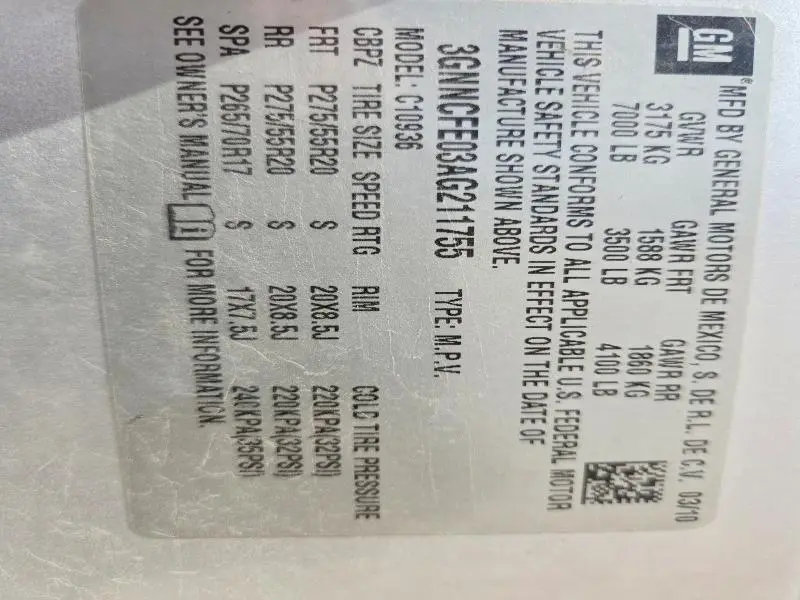 GM
® MFD BY GENERAL MOTORS DE MEXICO, S. DE R.L. DE C.V. 03/10
GVWR GAWR FRT GAWR RR
3175 KG 1588 KG 1860 KG
7000 LB 3500 LB 4100 LB
THIS VEHICLE CONFORMS TO ALL APPLICABLE U.S. FEDERAL MOTOR
VEHICLE SAFETY STANDARDS IN EFFECT ON THE DATE OF
MANUFACTURE SHOWN ABOVE.
3GNNCFE03AG211755 TYPE: M.P.V.
MODEL: C10936
CBPZ TIRE SIZE SPEED RTG RIM COLD TIRE PRESSURE
FRT P275/55R20 S 20X8.5J 220KPA(32PSI)
RR P275/55R20 S 20X8.5J 220KPA(32PSI)
SPA P26570R17 S 17X7.5J 240KPA(35PSI)
SEE OWNER'S MANUAL FOR MORE INFORMATION.